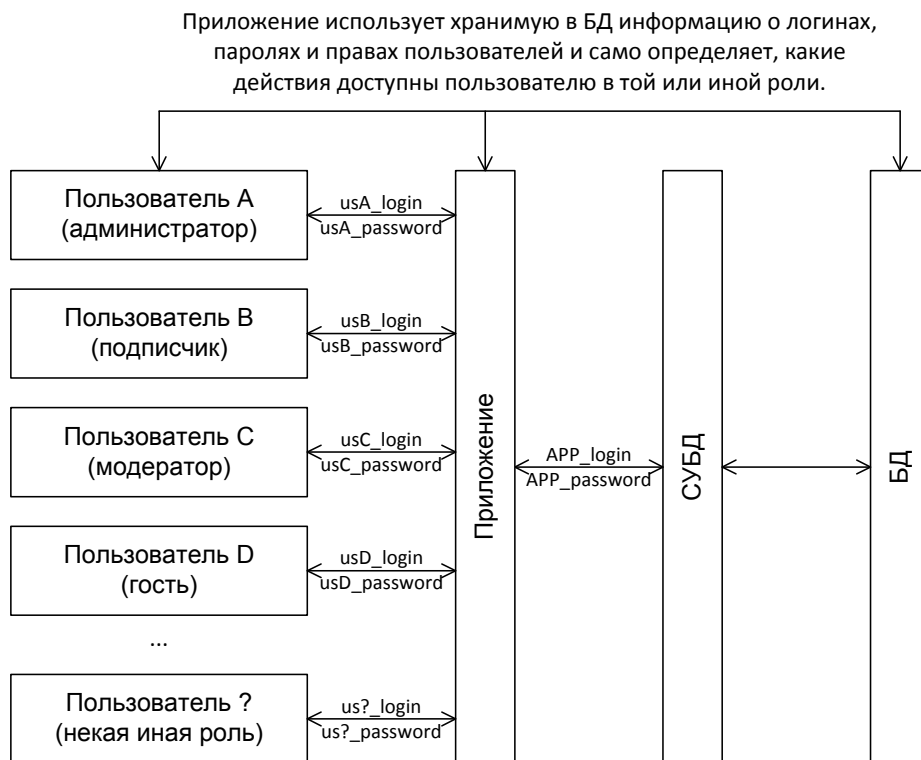 Приложение использует хранимую в БД информацию о логинах,
паролях и правах пользователей и само определяет, какие
действия доступны пользователю в той или иной роли.
Пользователь A
(администратор)
usA_login
usA_password
Пользователь B
(подписчик)
usB_login
usB_password
Пользователь C
(модератор)
usC_login
usC_password
Пользователь D
(гость)
usD_login
usD_password
...
Пользователь ?
(некая иная роль)
us?_login
us?_password
Приложение
APP_login
APP_password
СУБД
БД